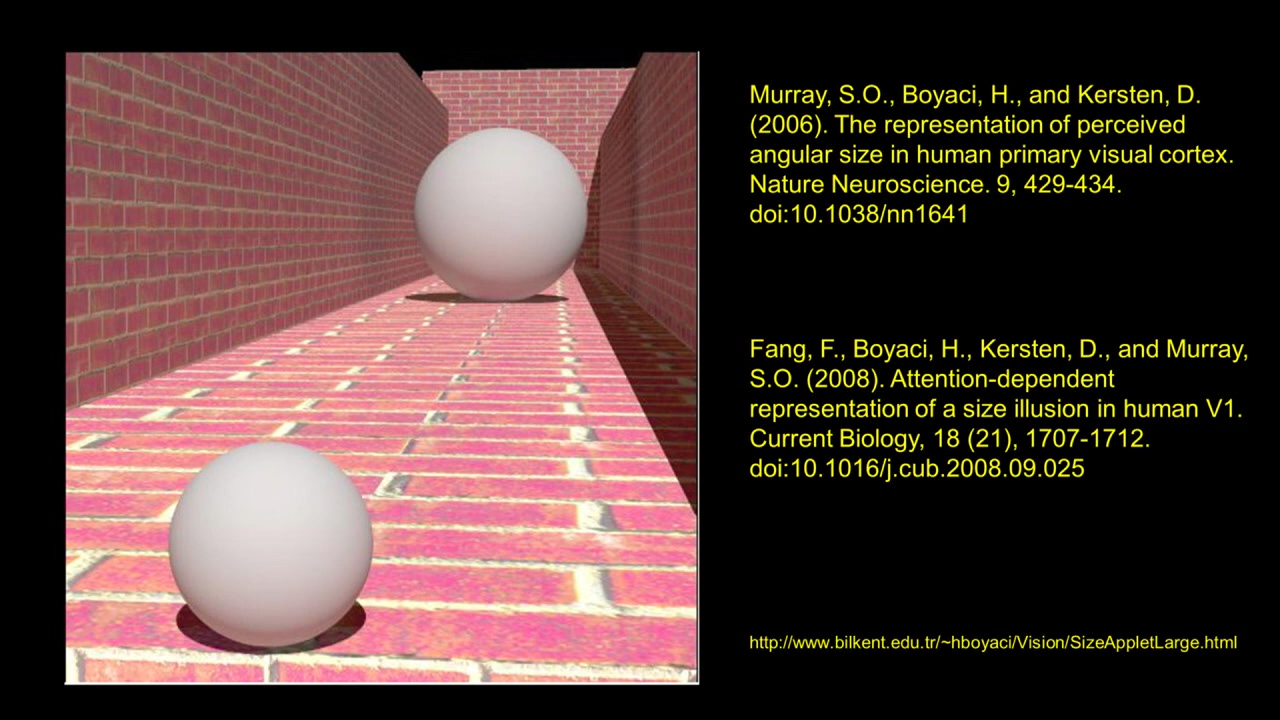 Murray, S.O., Boyaci, H., and Kersten, D.
(2006). The representation of perceived
angular size in human primary visual cortex.
Nature Neuroscience. 9, 429-434.
doi:10.1038/nn1641
Fang, F., Boyaci, H., Kersten, D., and Murray,
S.O. (2008). Attention-dependent
representation of a size illusion in human V1.
Current Biology, 18 (21), 1707-1712.
doi:10.1016/j.cub.2008.09.025
http://www.bilkent.edu.tr/~hboyaci/Vision/SizeAppletLarge.html